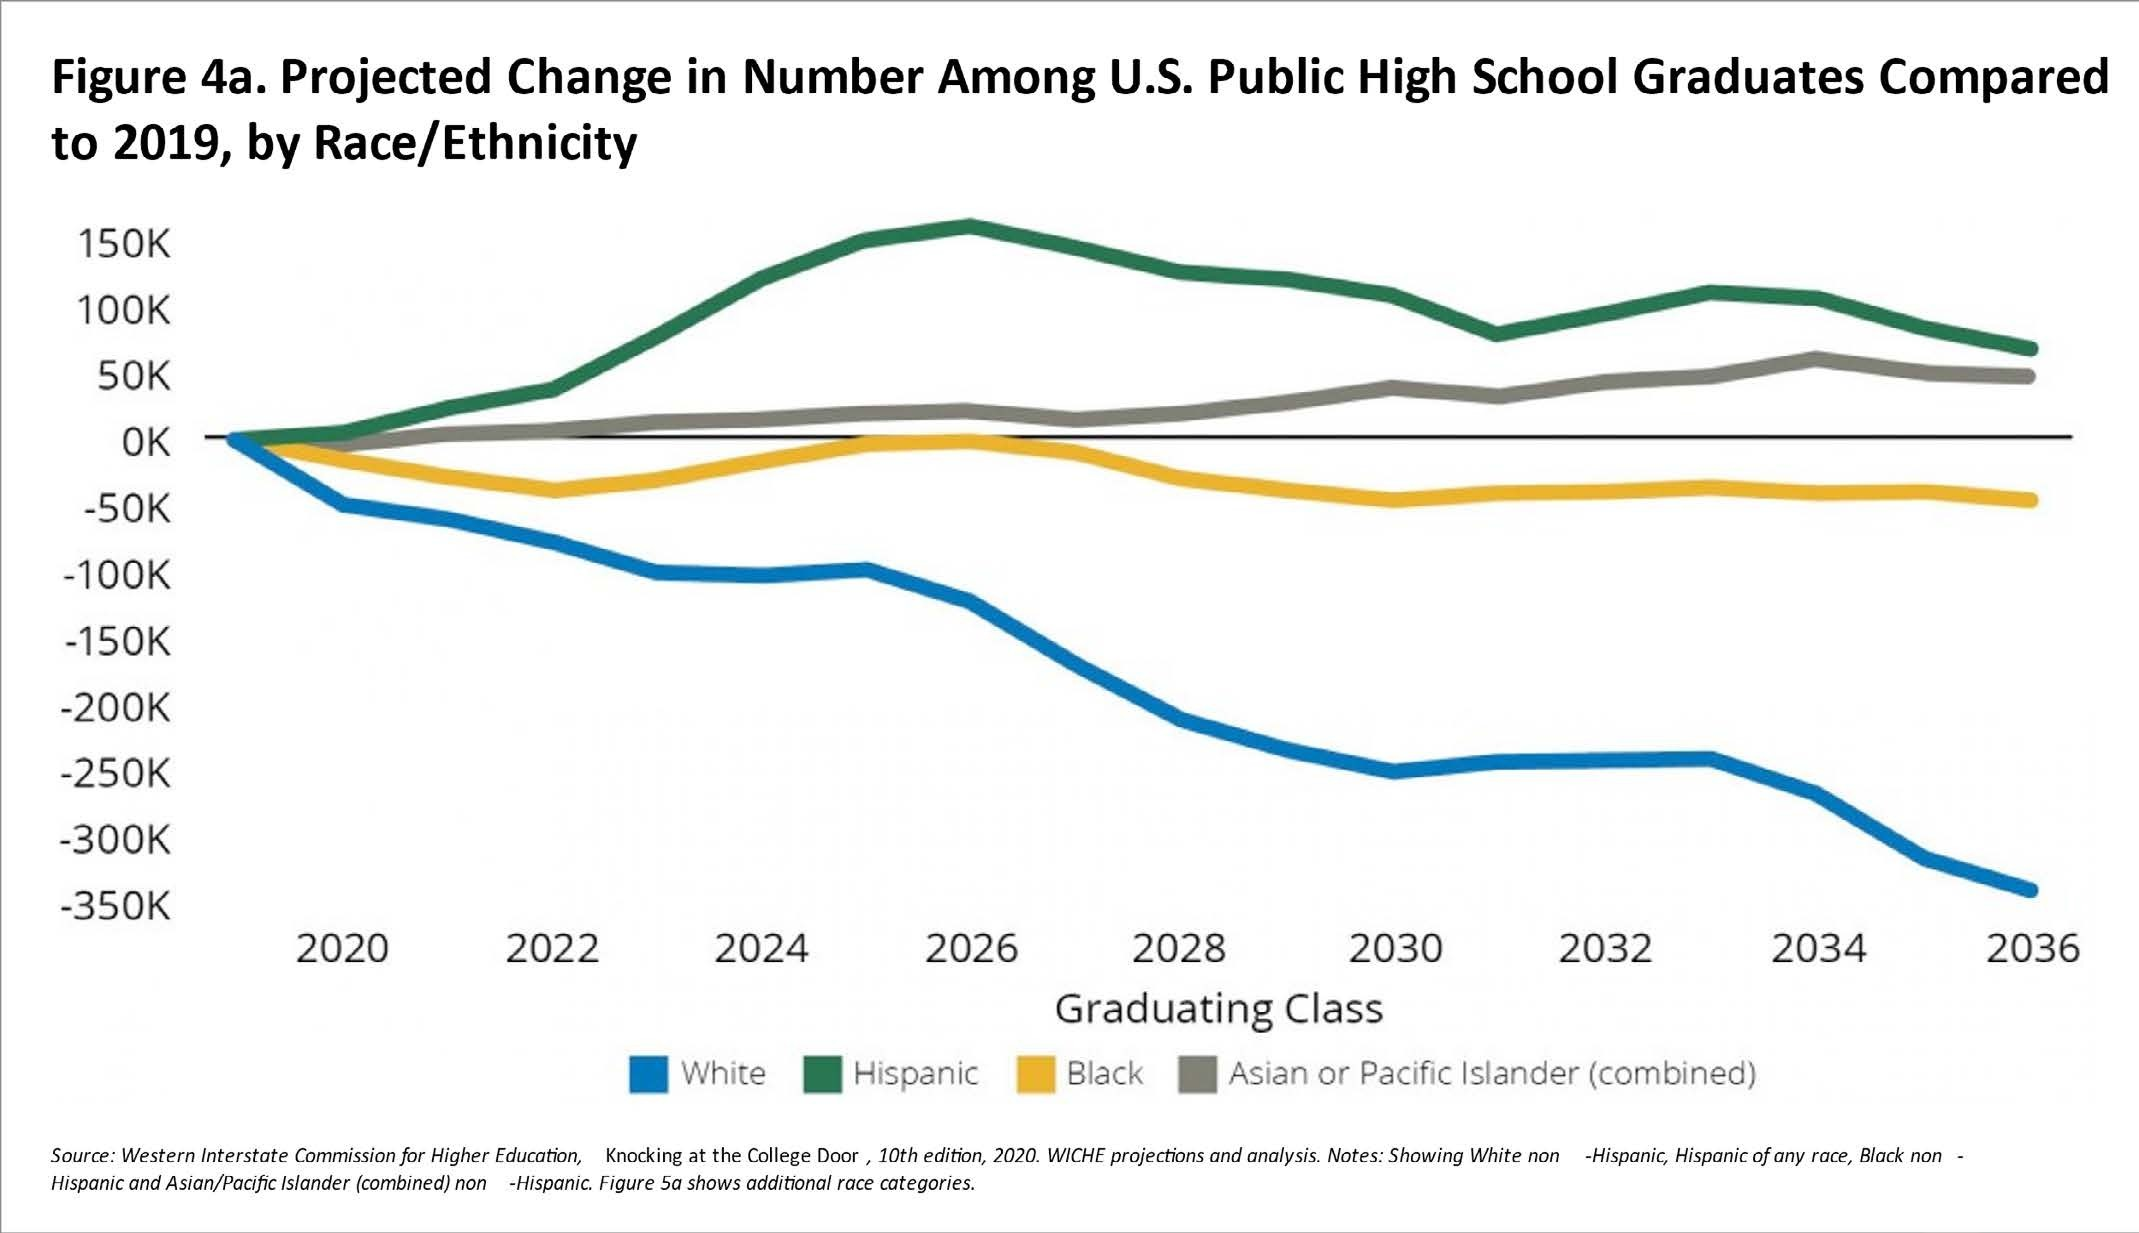 Figure 4a. Projected Change in Number Among U.S. Public High School Graduates Compared
to 2019, by Race/Ethnicity
150K
100K
50K
0K
-50K
-100K
-150K
-200K
-250K
-300K
-350K
2020 2022 2024 2026 2028 2030 2032 2034 2036
Graduating Class
White Hispanic Black Asian or Pacific Islander (combined)
Source: Western Interstate Commission for Higher Education, Knocking at the College Door , 10th edition, 2020. WICHE projections and analysis. Notes: Showing White non -Hispanic, Hispanic of any race, Black non -
Hispanic and Asian/Pacific Islander (combined) non -Hispanic. Figure 5a shows additional race categories.